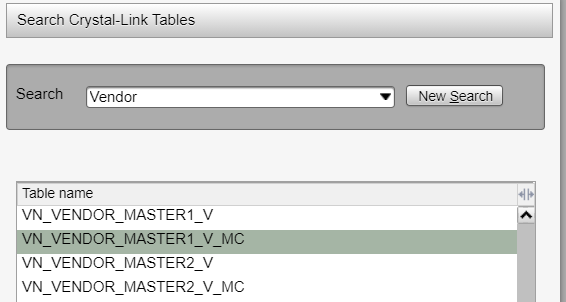 Search Crystal-Link Tables
Search Vendor New Search
Table name
VN_VENDOR_MASTER1_V
VN_VENDOR_MASTER1_V_MC
VN_VENDOR_MASTER2_V
VN_VENDOR_MASTER2_V_MC